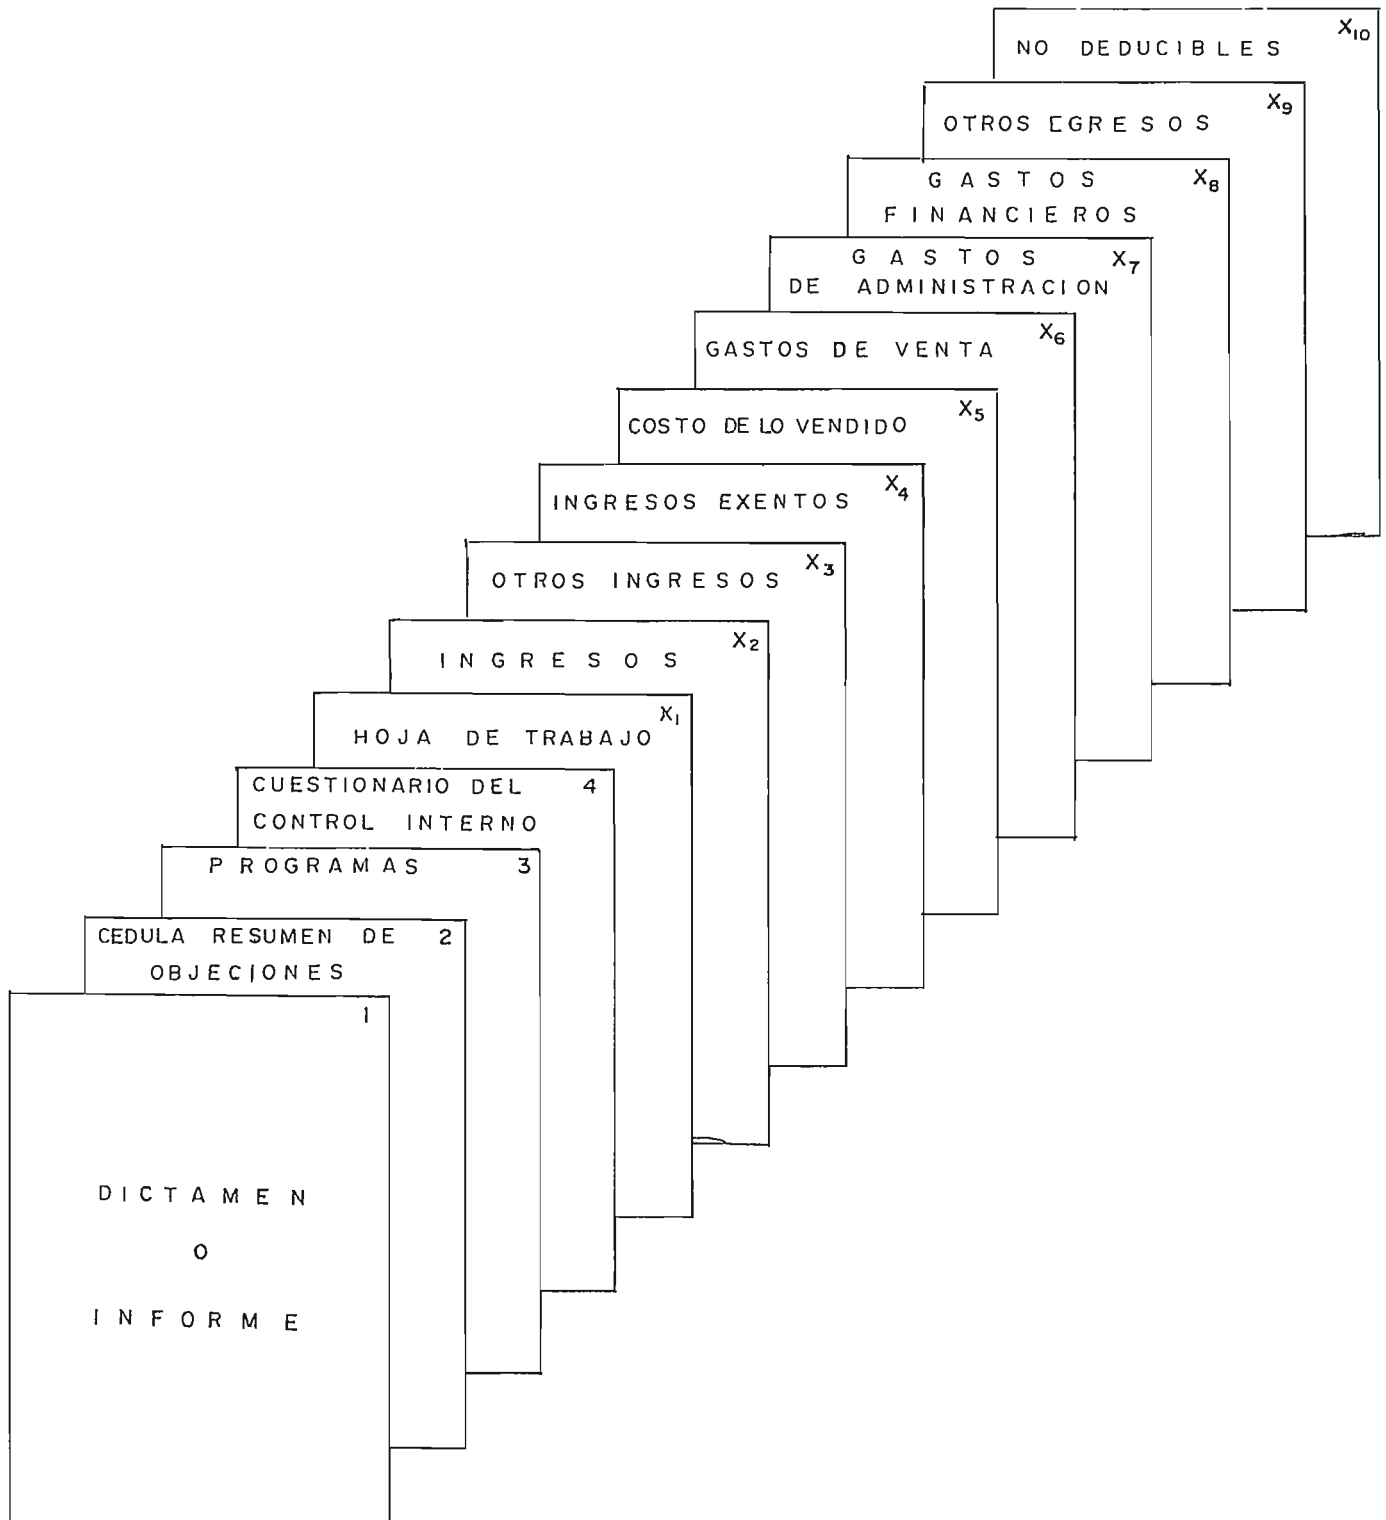 NO DEDUCIBLES X10
OTROS EGRESOS X9
GASTOS X8
FINANCIEROS
GASTOS X7
DE ADMINISTRACION
GASTOS DE VENTA X6
COSTO DE LO VENDIDO X5
INGRESOS EXENTOS X4
OTROS INGRESOS X3
INGRESOS X2
HOJA DE TRABAJO X1
CUESTIONARIO DEL 4
CONTROL INTERNO
PROGRAMAS 3
CEDULA RESUMEN DE 2
OBJECIONES
1
DICTAMEN
O
INFORME